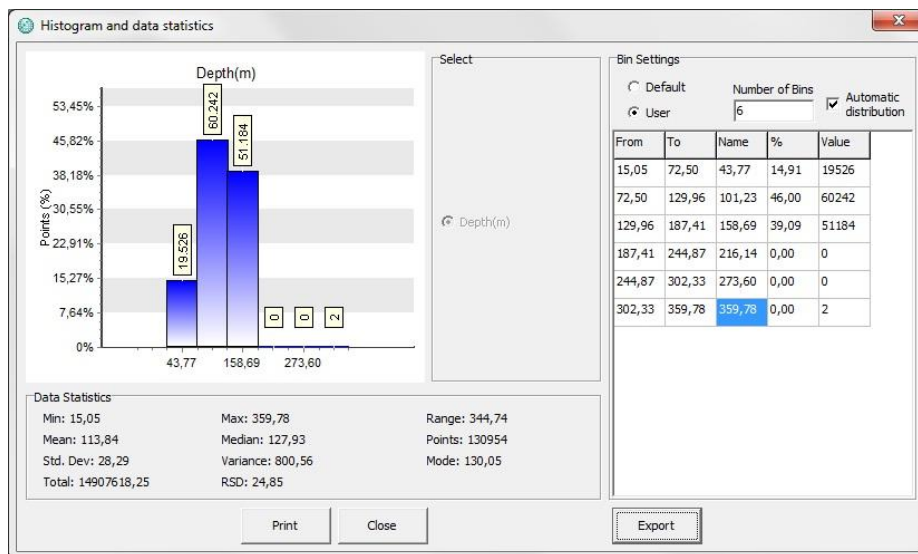 Histogram and data statistics
Depth(m)
53,45%
45,82%
38,18%
30,55%
22,91%
15,27%
7,64%
0%
Points (%)
19.526
60.242
51.184
0
0
2
43,77 158,69 273,60
Select
Depth(m)
Bin Settings
Default
User
Number of Bins
6
Automatic
distribution
From To Name % Value
15,05 72,50 43,77 14,91 19526
72,50 129,96 101,23 46,00 60242
129,96 187,41 158,69 39,09 51184
187,41 244,87 216,14 0,00 0
244,87 302,33 273,60 0,00 0
302,33 359,78 359,78 0,00 2
Data Statistics
Min: 15,05 Max: 359,78 Range: 344,74
Mean: 113,84 Median: 127,93 Points: 130954
Std. Dev: 28,29 Variance: 800,56 Mode: 130,05
Total: 14907618,25 RSD: 24,85
Print Close Export